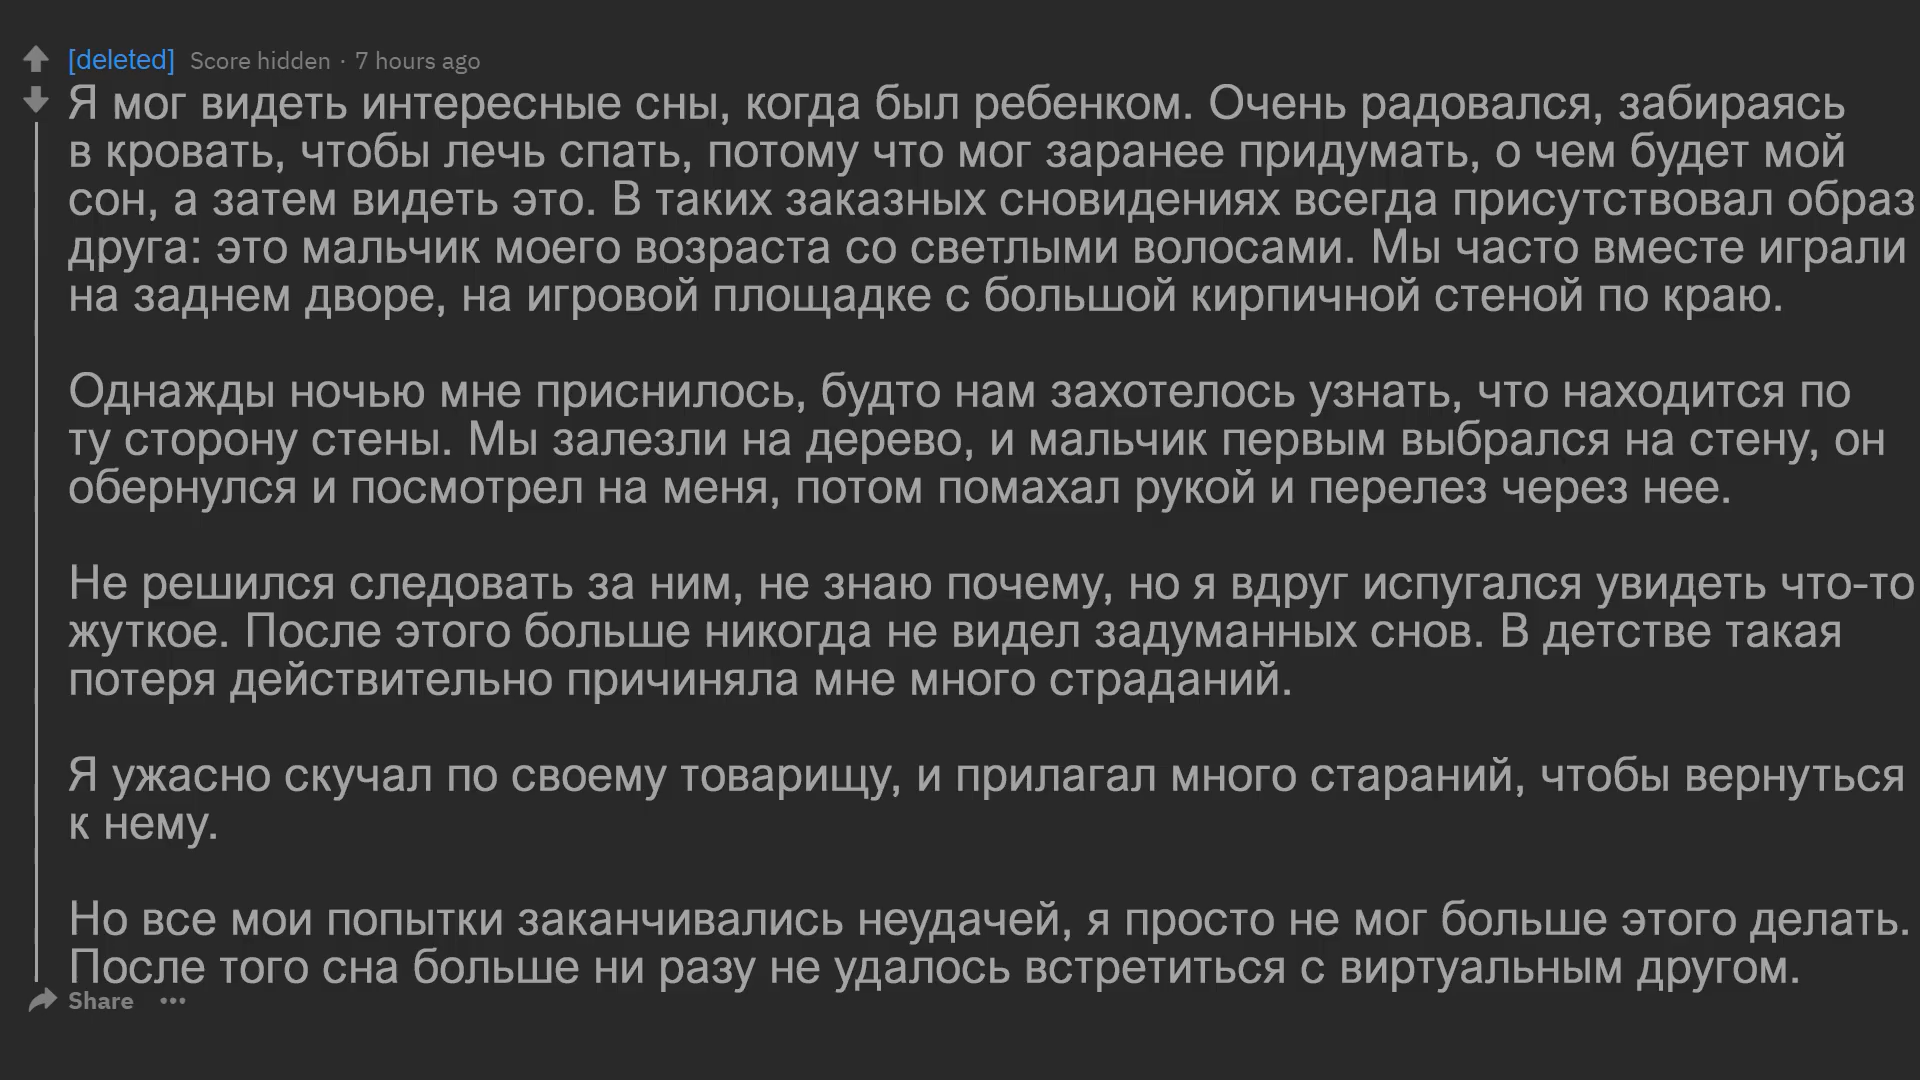 [deleted] Score hidden · 7 hours ago
Я мог видеть интересные сны, когда был ребенком. Очень радовался, забираясь
в кровать, чтобы лечь спать, потому что мог заранее придумать, о чем будет мой
сон, а затем видеть это. В таких заказных сновидениях всегда присутствовал образ
друга: это мальчик моего возраста со светлыми волосами. Мы часто вместе играли
на заднем дворе, на игровой площадке с большой кирпичной стеной по краю.
Однажды ночью мне приснилось, будто нам захотелось узнать, что находится по
ту сторону стены. Мы залезли на дерево, и мальчик первым выбрался на стену, он
обернулся и посмотрел на меня, потом помахал рукой и перелез через нее.
Не решился следовать за ним, не знаю почему, но я вдруг испугался увидеть что-то
жуткое. После этого больше никогда не видел задуманных снов. В детстве такая
потеря действительно причиняла мне много страданий.
Я ужасно скучал по своему товарищу, и прилагал много стараний, чтобы вернуться
к нему.
Но все мои попытки заканчивались неудачей, я просто не мог больше этого делать.
После того сна больше ни разу не удалось встретиться с виртуальным другом.
Share ···